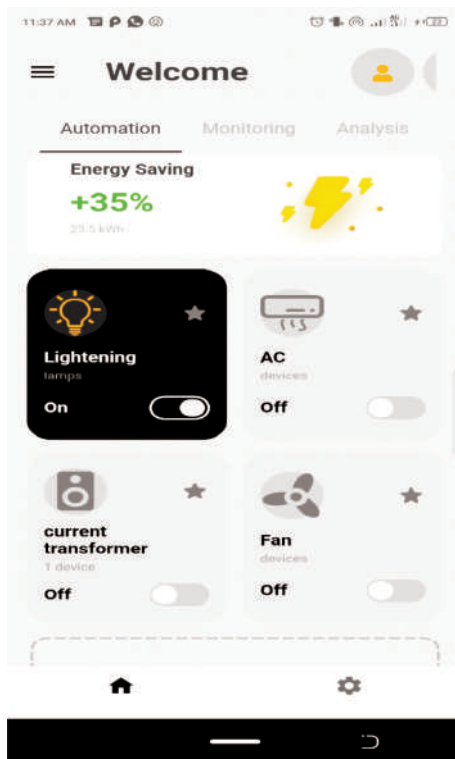 11:37 AM
Welcome
Automation Monitoring Analysis
Energy Saving
+35%
23.5 kWh
Lightening
lamps
On
AC
devices
Off
current
transformer
1 device
Off
Fan
devices
Off